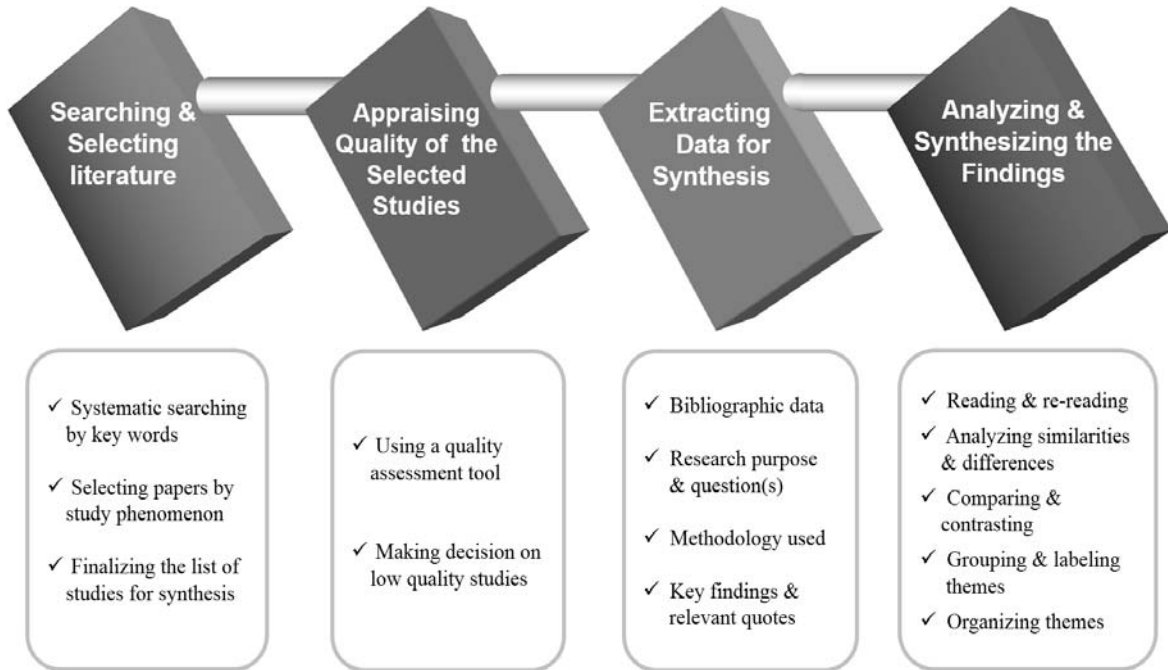 Searching &
Selecting
literature
Appraising
Quality of the
Selected
Studies
Extracting
Data for
Synthesis
Analyzing &
Synthesizing the
Findings
✓ Systematic searching
by key words
✓ Selecting papers by
study phenomenon
✓ Finalizing the list of
studies for synthesis
✓ Using a quality
assessment tool
✓ Making decision on
low quality studies
✓ Bibliographic data
✓ Research purpose
& question(s)
✓ Methodology used
✓ Key findings &
relevant quotes
✓ Reading & re-reading
✓ Analyzing similarities
& differences
✓ Comparing &
contrasting
✓ Grouping & labeling
themes
✓ Organizing themes